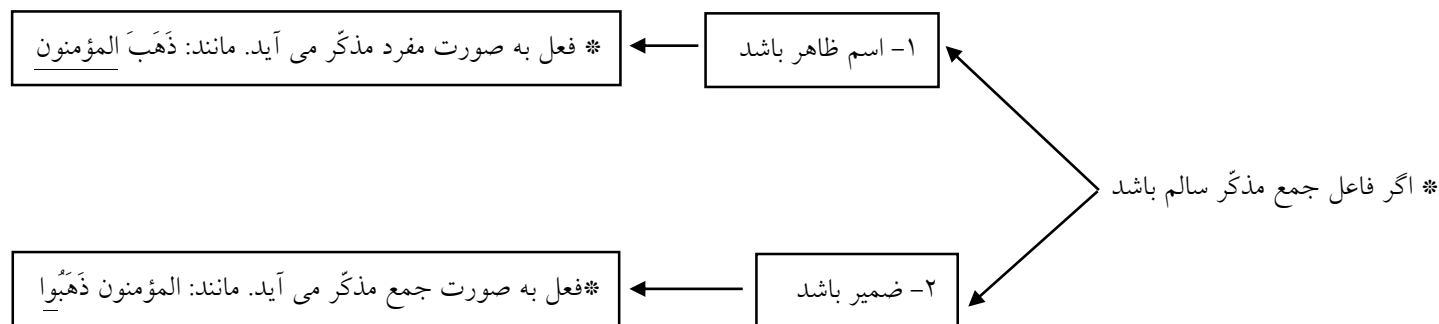 * اگر فاعل جمع مذکّر سالم باشد
۱- اسم ظاهر باشد
* فعل به صورت مفرد مذکّر می آید. مانند: ذَهَبَ المؤمنون
۲- ضمیر باشد
*فعل به صورت جمع مذکّر می آید. مانند: المؤمنون ذَهَبُوا